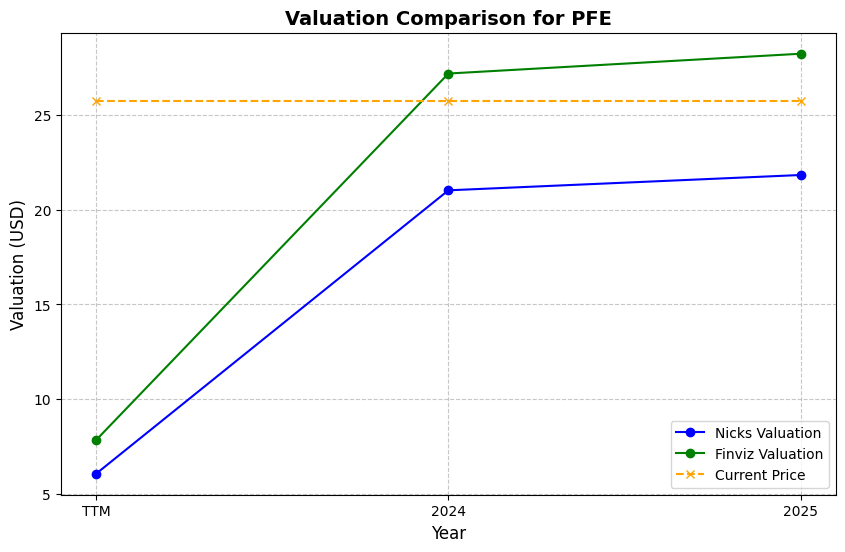 Valuation Comparison for PFE
Valuation (USD)
25
20
15
10
5
TTM
2024
2025
Year
Nicks Valuation
Finviz Valuation
Current Price